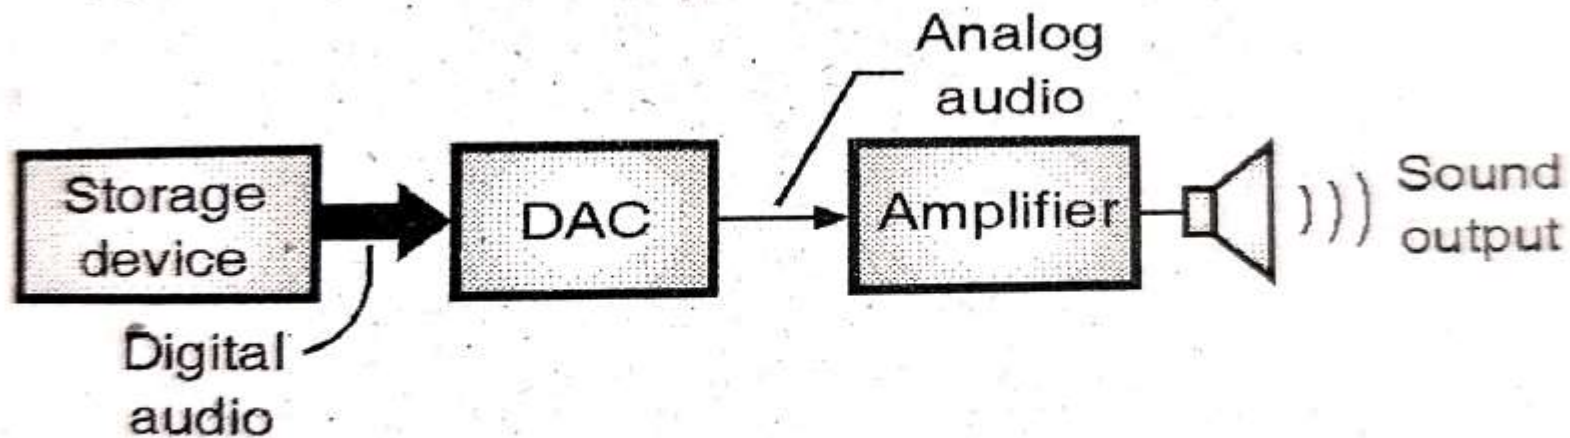 Analog
audio
Storage
device
DAC
Amplifier
Sound
output
Digital
audio